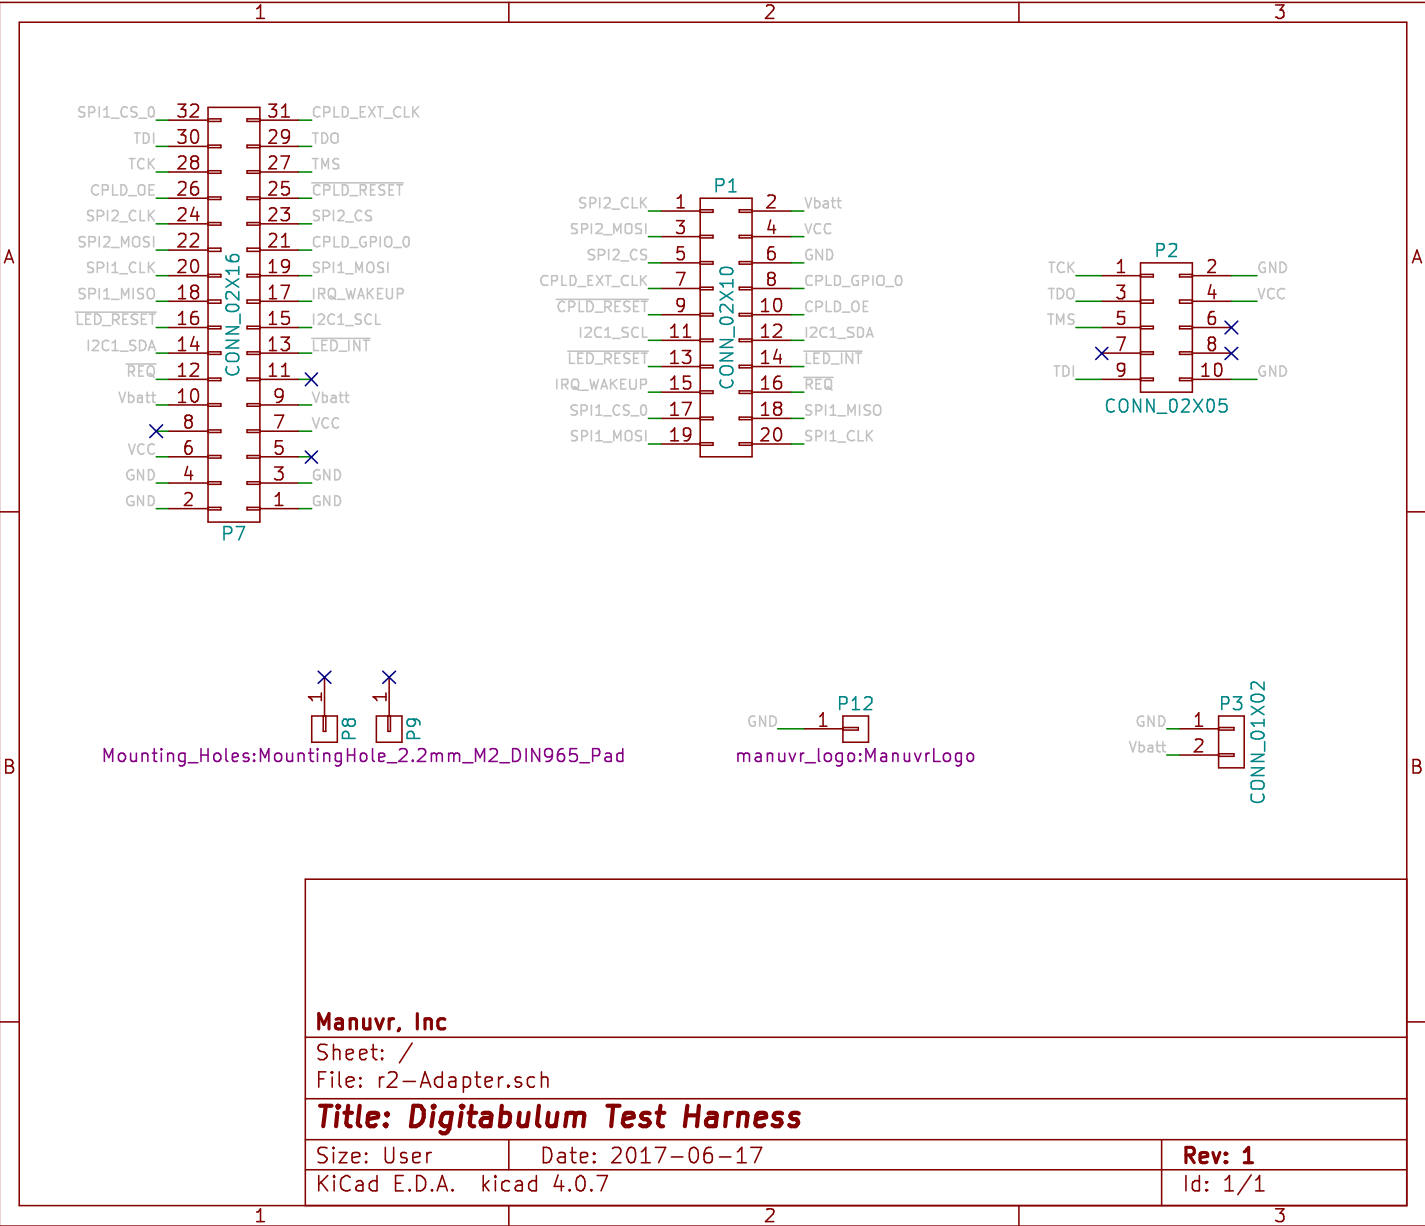 1 2 3
SPI1_CS_0 32 31 CPLD_EXT_CLK
TDI 30 29 TDO
TCK 28 27 TMS
CPLD_OE 26 25 CPLD_RESET
SPI2_CLK 24 23 SPI2_CS
SPI2_MOSI 22 21 CPLD_GPIO_0
SPI1_CLK 20 19 SPI1_MOSI
SPI1_MISO 18 17 IRQ_WAKEUP
LED_RESET 16 15 I2C1_SCL
I2C1_SDA 14 13 LED_INT
REQ 12 11
Vbatt 10 9 Vbatt
8 7 VCC
VCC 6 5
GND 4 3 GND
GND 2 1 GND
CONN_02X16
P7
P1
SPI2_CLK 1 2 Vbatt
SPI2_MOSI 3 4 VCC
SPI2_CS 5 6 GND
CPLD_EXT_CLK 7 8 CPLD_GPIO_0
CPLD_RESET 9 10 CPLD_OE
I2C1_SCL 11 12 I2C1_SDA
LED_RESET 13 14 LED_INT
IRQ_WAKEUP 15 16 REQ
SPI1_CS_0 17 18 SPI1_MISO
SPI1_MOSI 19 20 SPI1_CLK
CONN_02X10
P2
TCK 1 2 GND
TDO 3 4 VCC
TMS 5 6
7 8
TDI 9 10 GND
CONN_02X05
A A
1 P8
1 P9
Mounting_Holes:MountingHole_2.2mm_M2_DIN965_Pad
P12
GND 1
manuvr_logo:ManuvrLogo
P3
GND 1
Vbatt 2
CONN_01X02
B B
Manuvr, Inc
Sheet: /
File: r2-Adapter.sch
Title: Digitabulum Test Harness
Size: User Date: 2017-06-17 Rev: 1
KiCad E.D.A. kicad 4.0.7 Id: 1/1
1 2 3